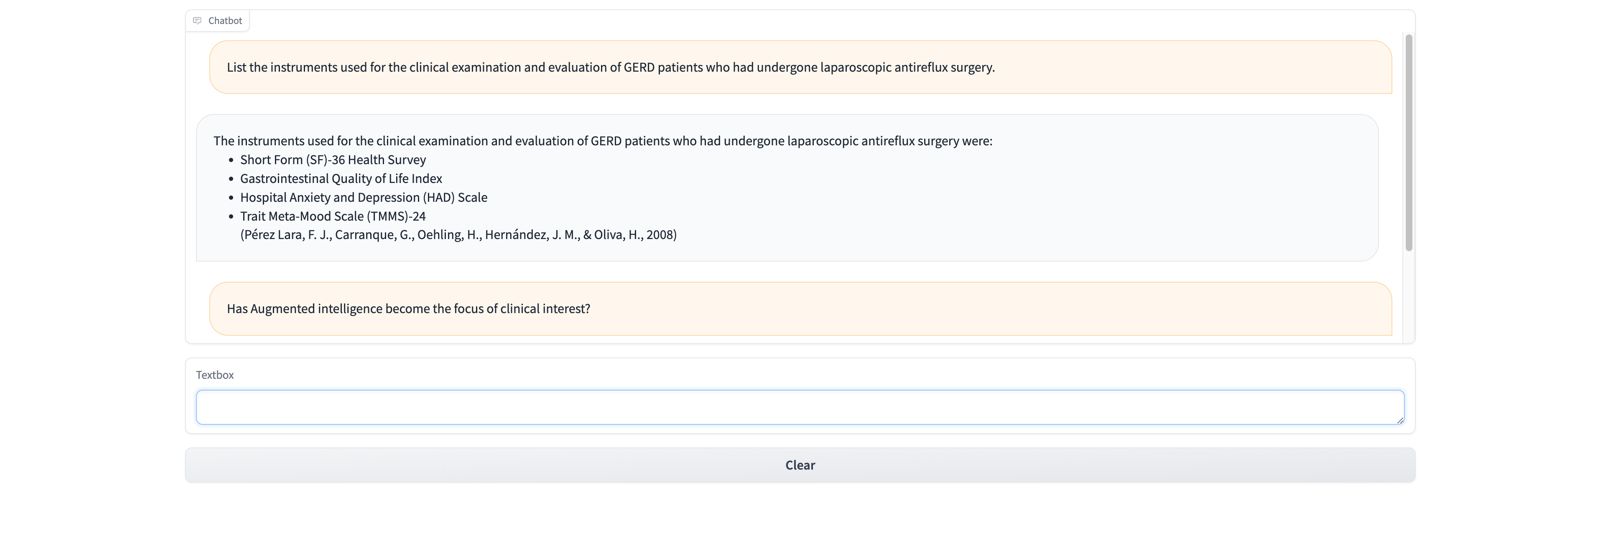 Chatbot
List the instruments used for the clinical examination and evaluation of GERD patients who had undergone laparoscopic antireflux surgery.
The instruments used for the clinical examination and evaluation of GERD patients who had undergone laparoscopic antireflux surgery were:
• Short Form (SF)-36 Health Survey
• Gastrointestinal Quality of Life Index
• Hospital Anxiety and Depression (HAD) Scale
• Trait Meta-Mood Scale (TMMS)-24
(Pérez Lara, F. J., Carranque, G., Oehling, H., Hernández, J. M., & Oliva, H., 2008)
Has Augmented intelligence become the focus of clinical interest?
Textbox
Clear